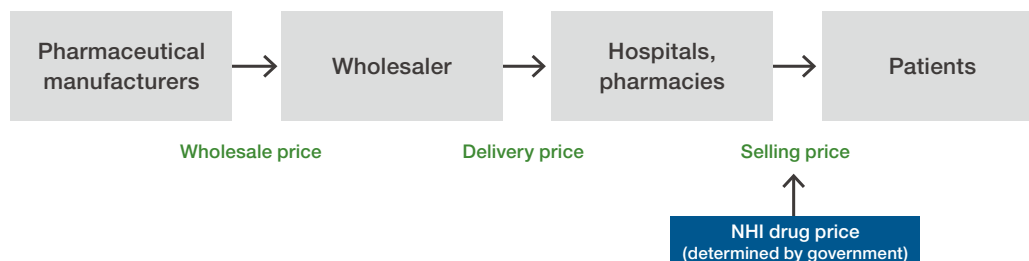 Pharmaceutical
manufacturers
Wholesaler
Hospitals,
pharmacies
Patients
Wholesale price
Delivery price
Selling price
NHI drug price
(determined by government)